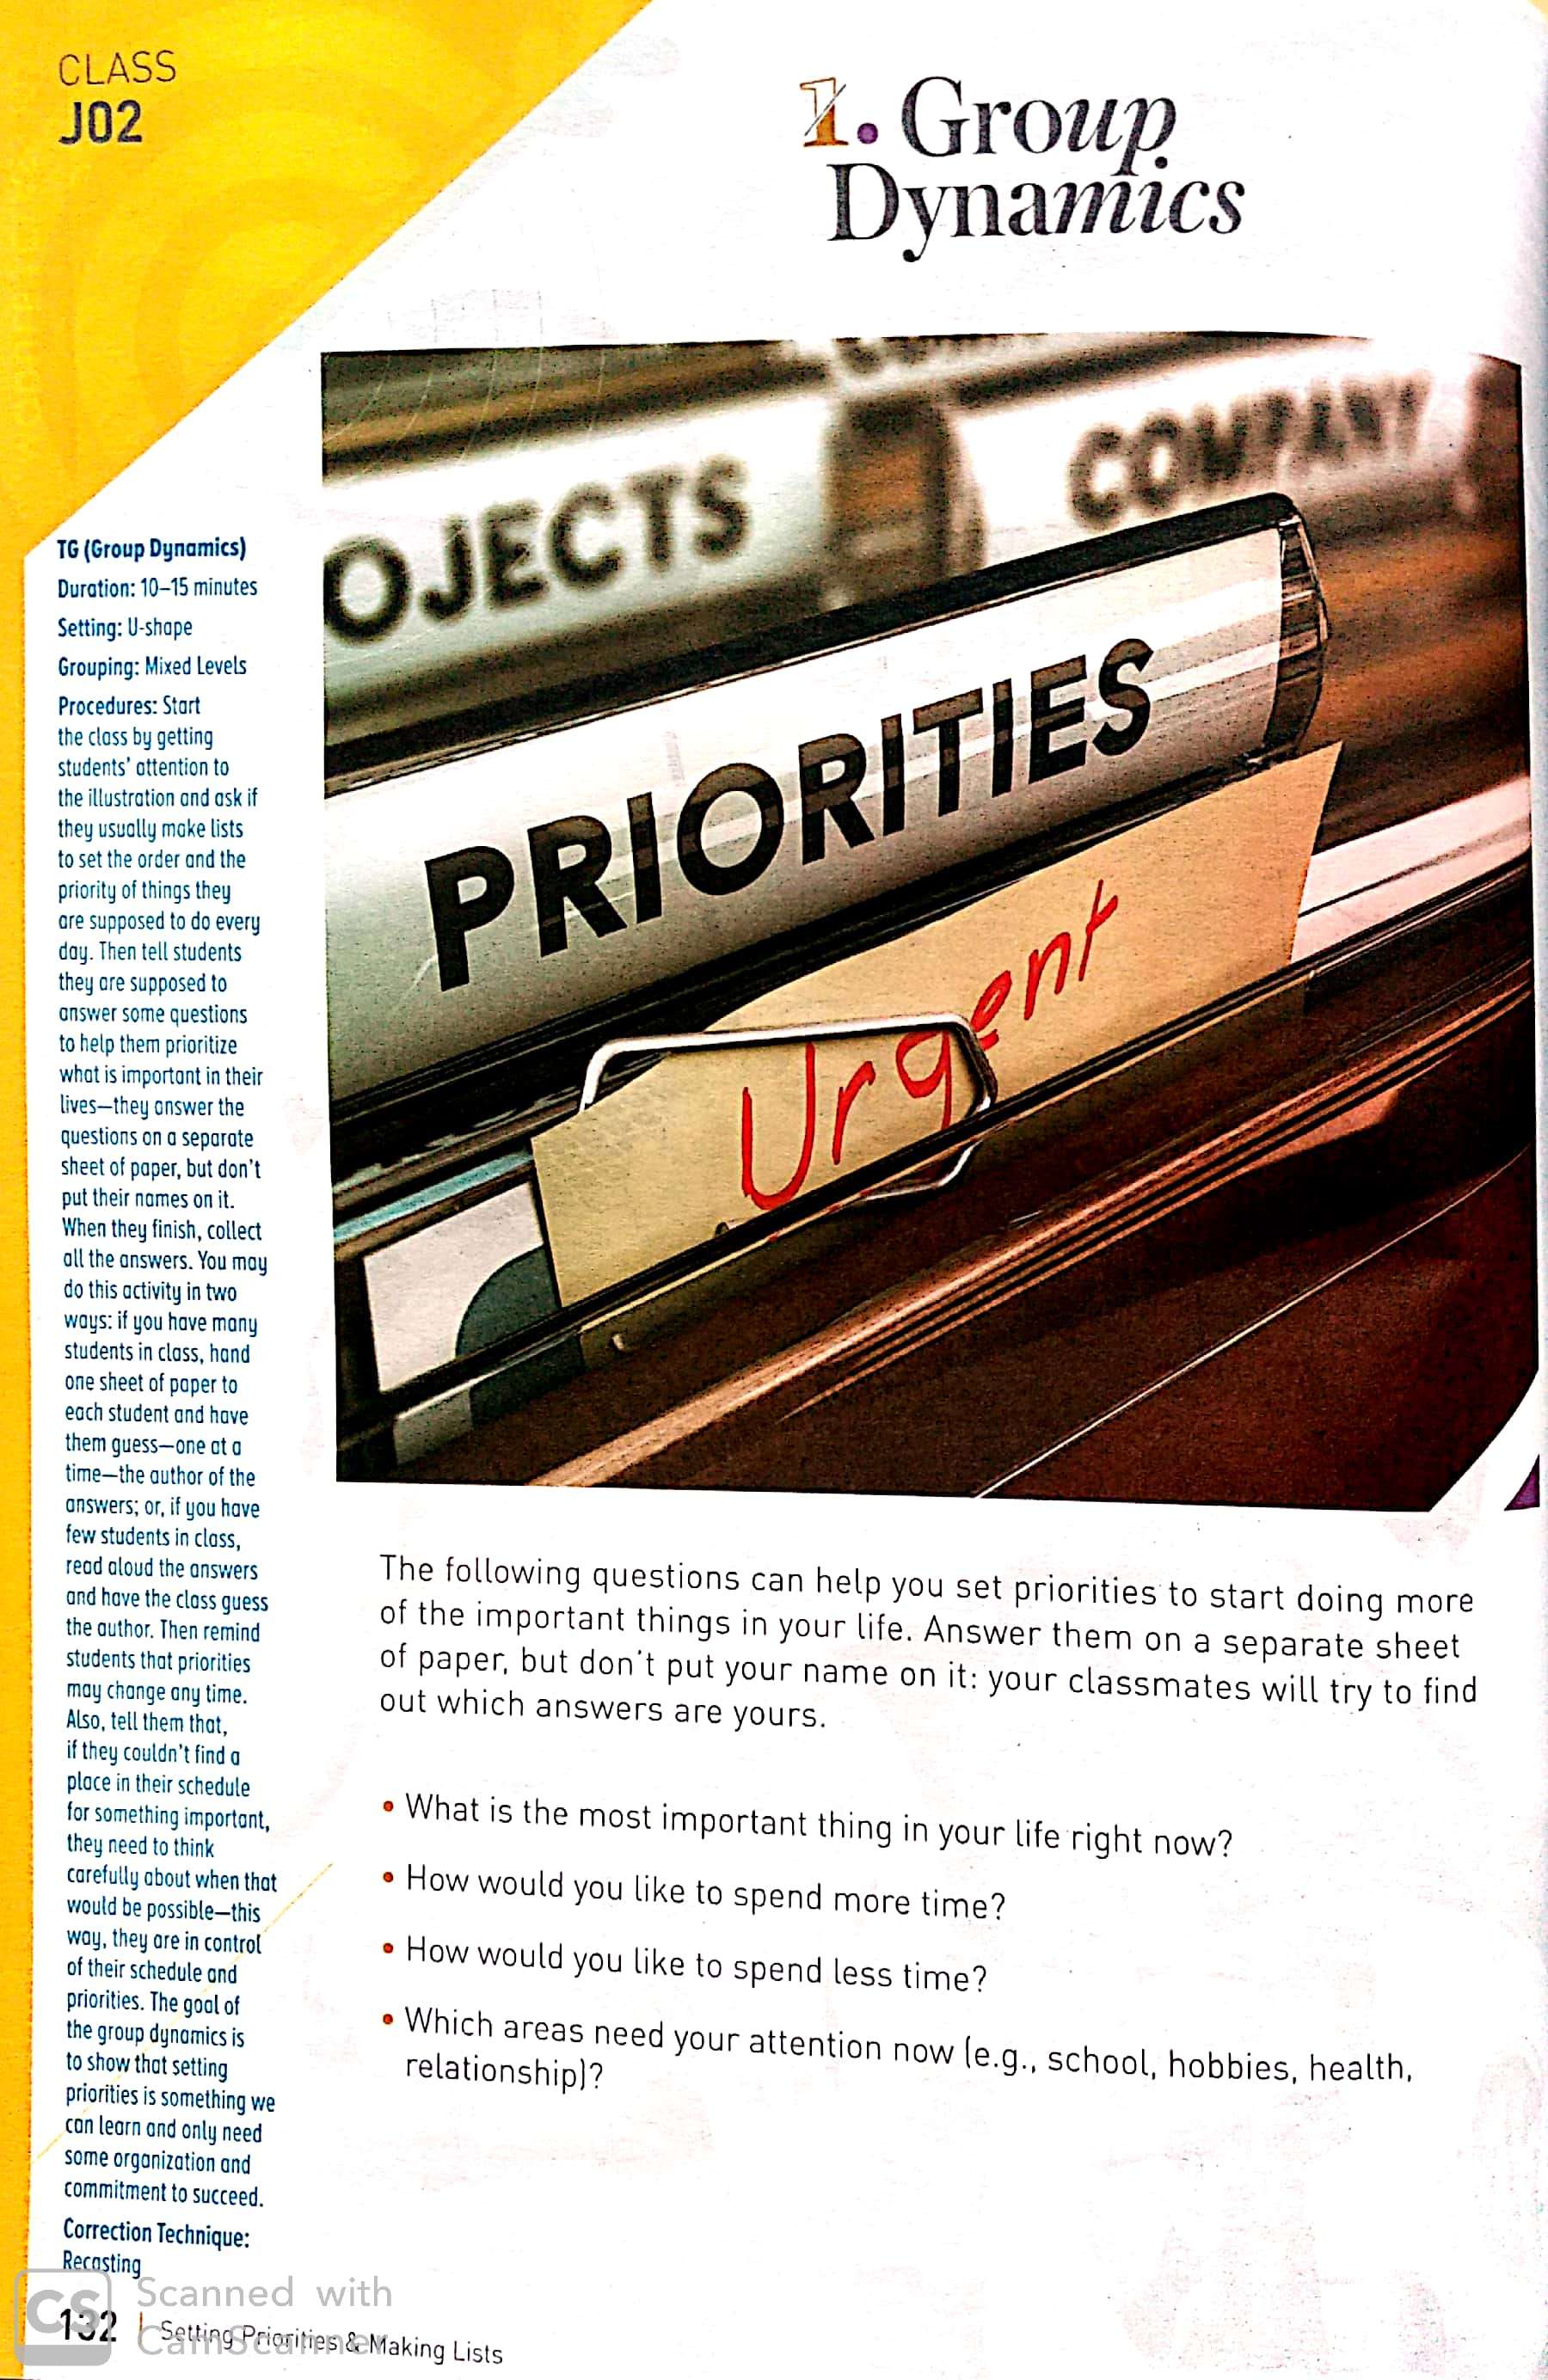 CLASS
J02
1. Group
Dynamics
OJECTS
COMPANY
PRIORITIES
Urgent
TG (Group Dynamics)
Duration: 10–15 minutes
Setting: U-shape
Grouping: Mixed Levels
Procedures: Start
the class by getting
students' attention to
the illustration and ask if
they usually make lists
to set the order and the
priority of things they
are supposed to do every
day. Then tell students
they are supposed to
answer some questions
to help them prioritize
what is important in their
lives—they answer the
questions on a separate
sheet of paper, but don't
put their names on it.
When they finish, collect
all the answers. You may
do this activity in two
ways: if you have many
students in class, hand
one sheet of paper to
each student and have
them guess—one at a
time—the author of the
answers; or, if you have
few students in class,
read aloud the answers
and have the class guess
the author. Then remind
students that priorities
may change any time.
Also, tell them that,
if they couldn't find a
place in their schedule
for something important,
they need to think
carefully about when that
would be possible—this
way, they are in control
of their schedule and
priorities. The goal of
the group dynamics is
to show that setting
priorities is something we
can learn and only need
some organization and
commitment to succeed.
Correction Technique:
Recasting
The following questions can help you set priorities to start doing more
of the important things in your life. Answer them on a separate sheet
of paper, but don't put your name on it: your classmates will try to find
out which answers are yours.
• What is the most important thing in your life right now?
• How would you like to spend more time?
• How would you like to spend less time?
• Which areas need your attention now (e.g., school, hobbies, health,
relationship)?
132 | Setting Priorities & Making Lists
CS
Scanned with
CamScanner